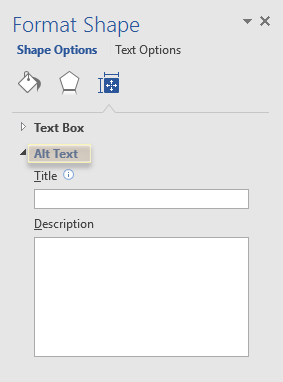 Format Shape
Shape Options Text Options
Text Box
Alt Text
Title
Description